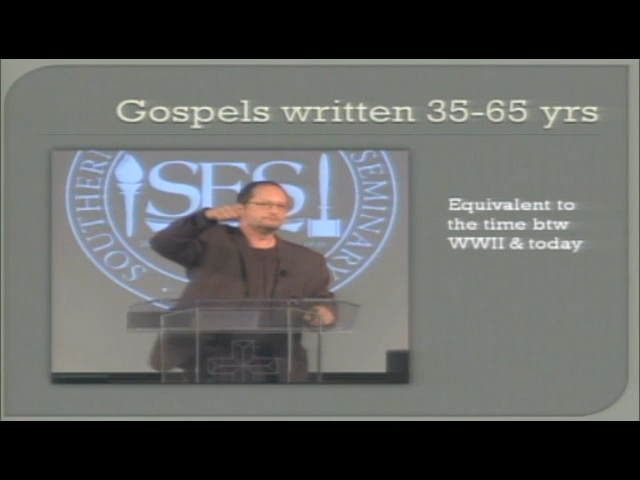 Gospels written 35-65 yrs
SOUTHERN
SES
SEMINARY
Equivalent to
the time btw
WWII & today